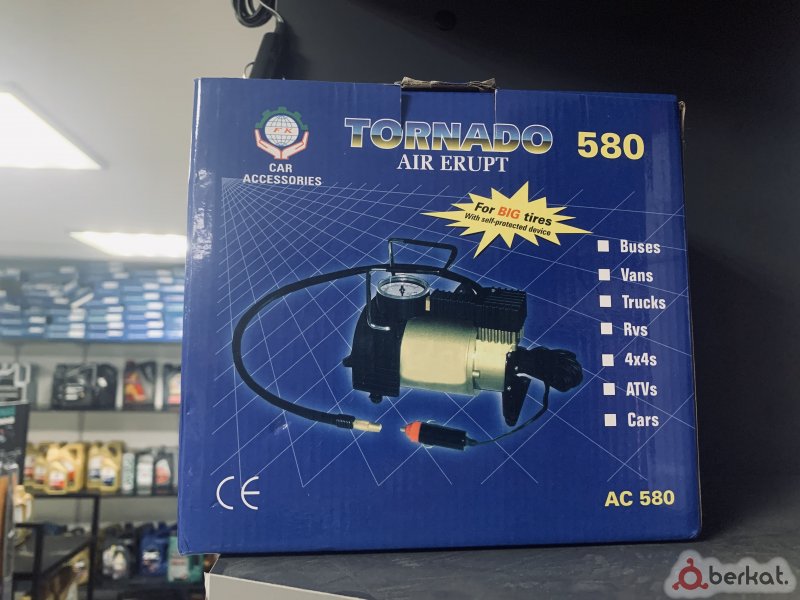 FK
CAR
ACCESSORIES
TORNADO
AIR ERUPT
580
For BIG tires
With self-protected device
Buses
Vans
Trucks
Rvs
4x4s
ATVs
Cars
CE
AC 580
berkat.